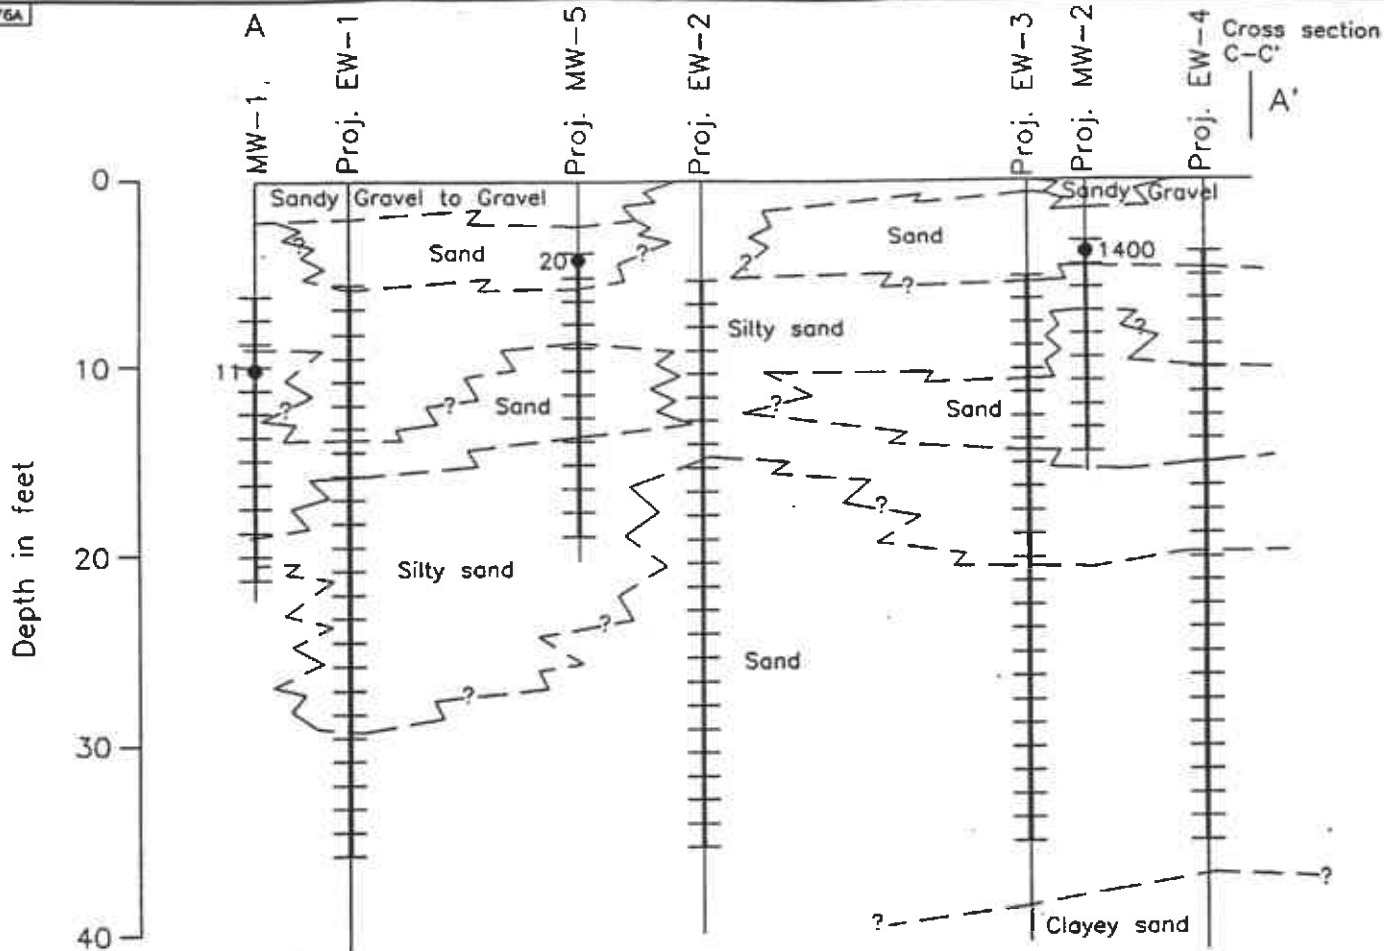 76A
A
MW-1
Proj. EW-1
Proj. MW-5
Proj. EW-2
Proj. EW-3
Proj. MW-2
Proj. EW-4
Cross section
C-C'
A'
0
Sandy Gravel to Gravel
Sandy Gravel
Sand
Sand
?
?
20
1400
?
?
Silty sand
?
10
11
?
?
Sand
?
Sand
?
Depth in feet
20
Silty sand
?
Sand
?
30
?
?
Clayey sand
40